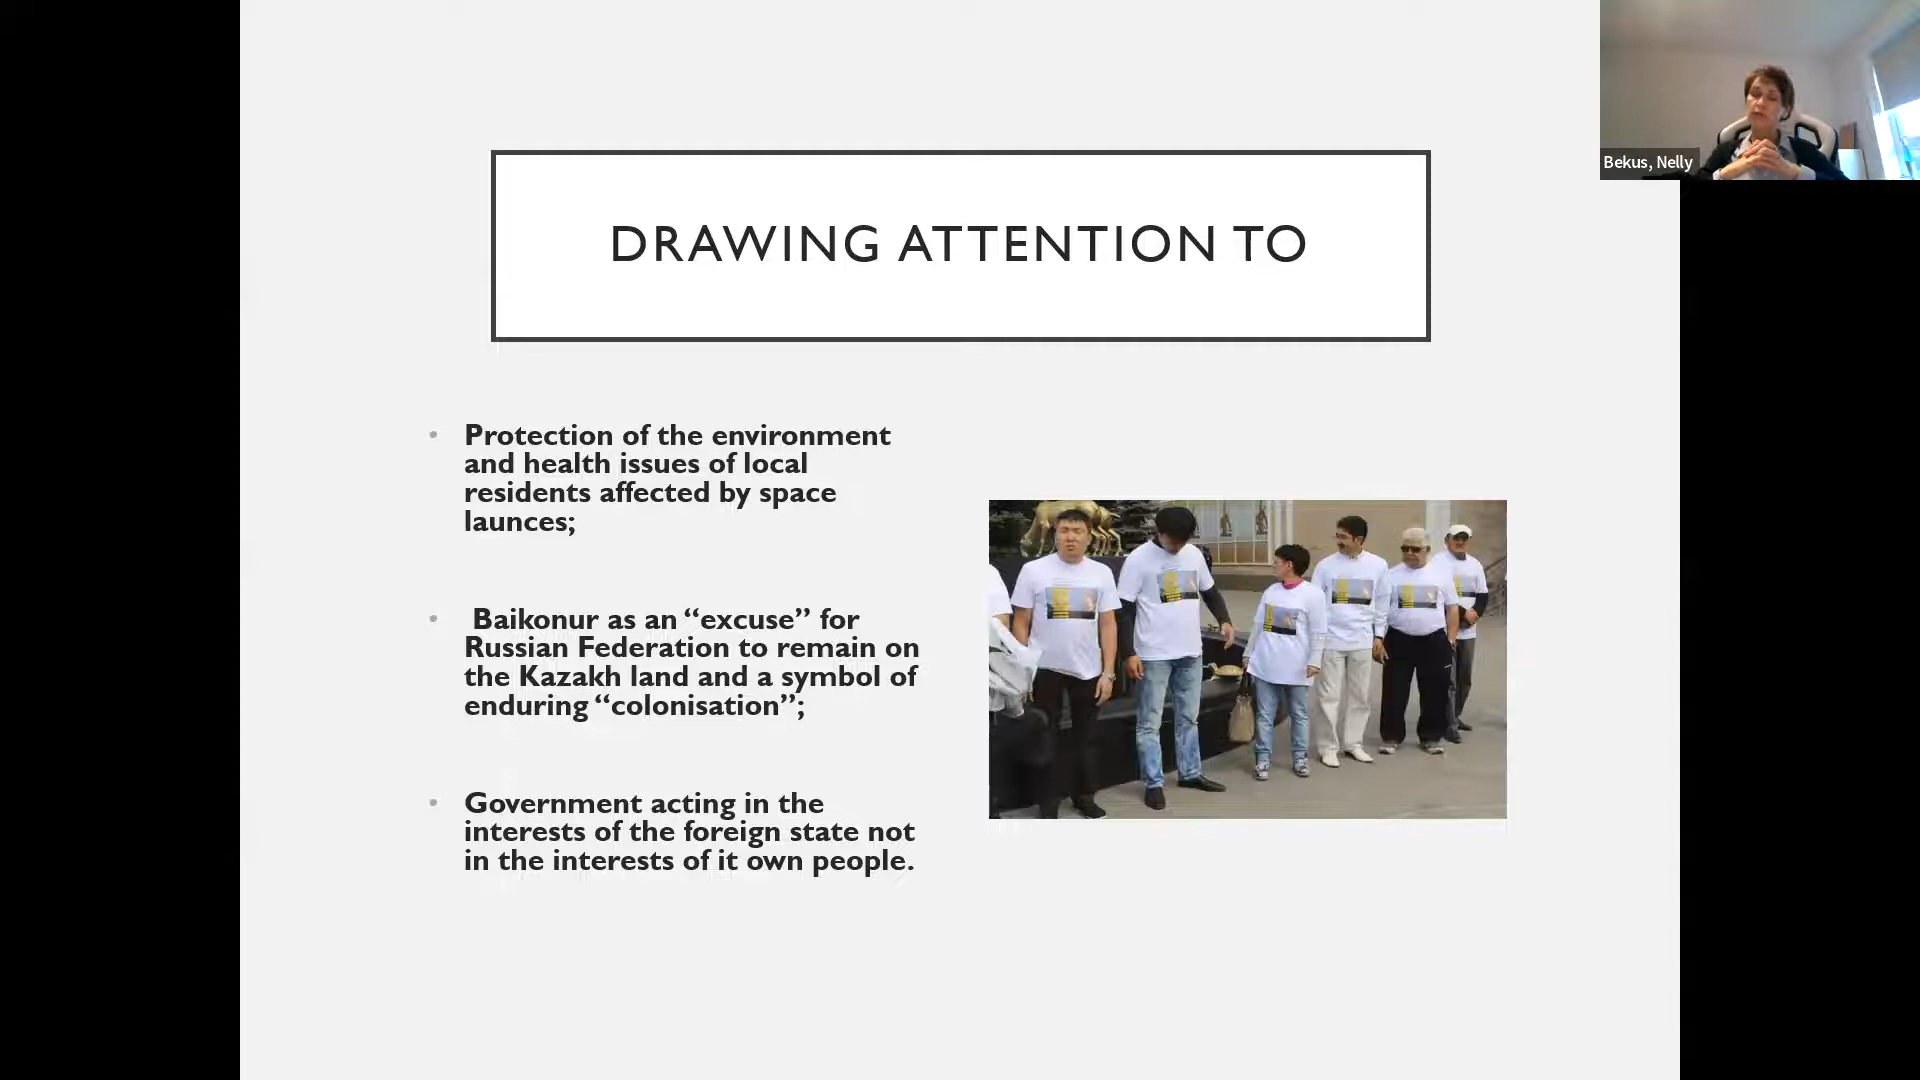 Bekus, Nelly
DRAWING ATTENTION TO
• Protection of the environment
and health issues of local
residents affected by space
launces;
• Baikonur as an “excuse” for
Russian Federation to remain on
the Kazakh land and a symbol of
enduring “colonisation”;
• Government acting in the
interests of the foreign state not
in the interests of it own people.